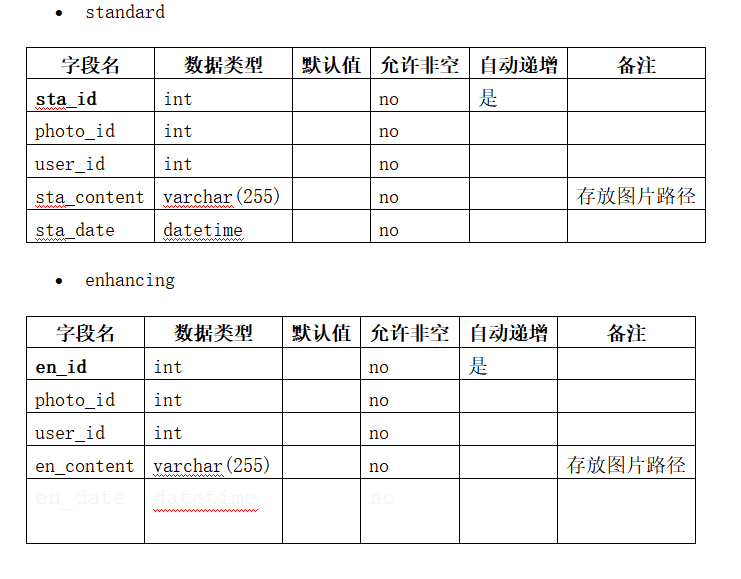 standard
字段名 数据类型 默认值 允许非空 自动递增 备注
sta_id int no 是
photo_id int no
user_id int no
sta_content varchar(255) no 存放图片路径
sta_date datetime no
enhancing
字段名 数据类型 默认值 允许非空 自动递增 备注
en_id int no 是
photo_id int no
user_id int no
en_content varchar(255) no 存放图片路径
en_date datetime no